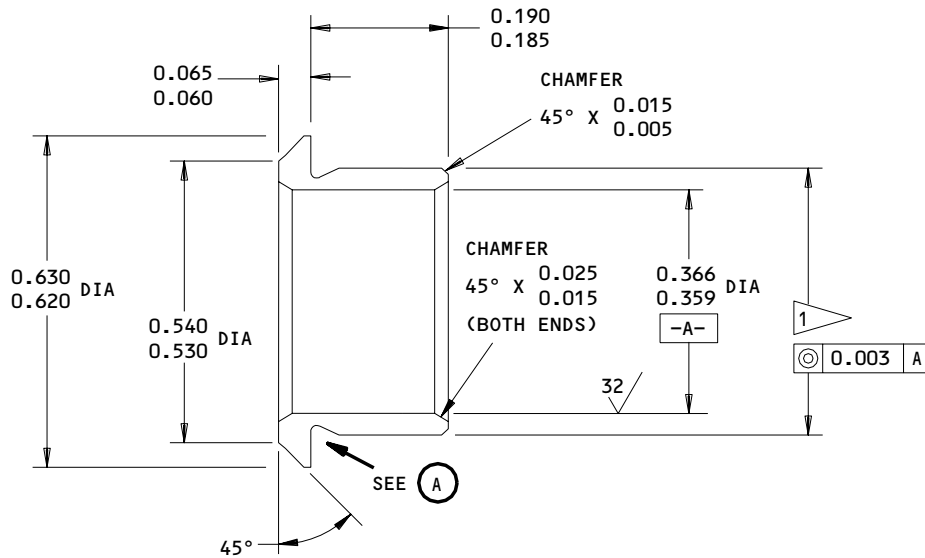 0.190
0.185
0.065
0.060
CHAMFER
45° X 0.015
0.005
0.630
0.620 DIA
0.540
0.530 DIA
CHAMFER
45° X 0.025
0.015
(BOTH ENDS)
0.366
0.359 DIA
-A-
1
◎ 0.003 A
32
SEE A
45°